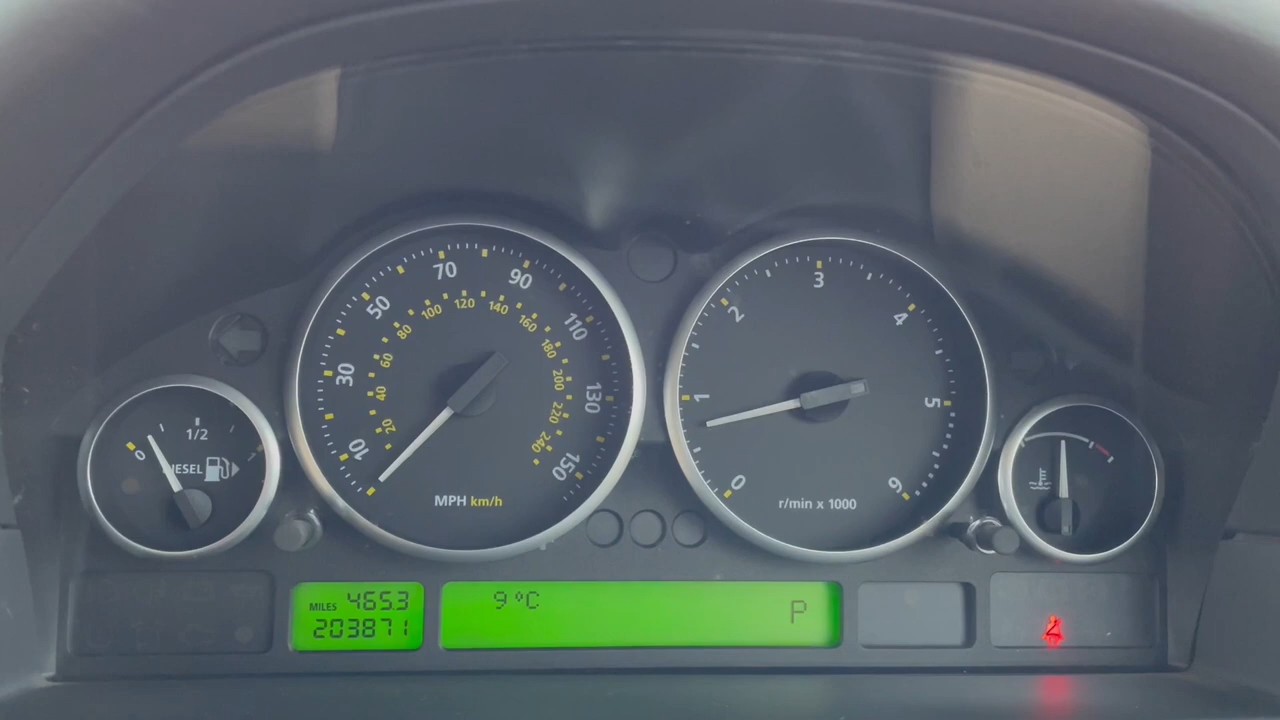 10 30 50 70 90 110 130 150
20 40 60 80 100 120 140 160 180 200 220 240
MPH km/h
0 1 2 3 4 5 6
r/min x 1000
0 1/2
DIESEL
MILES 465.3
203871
9°C
P